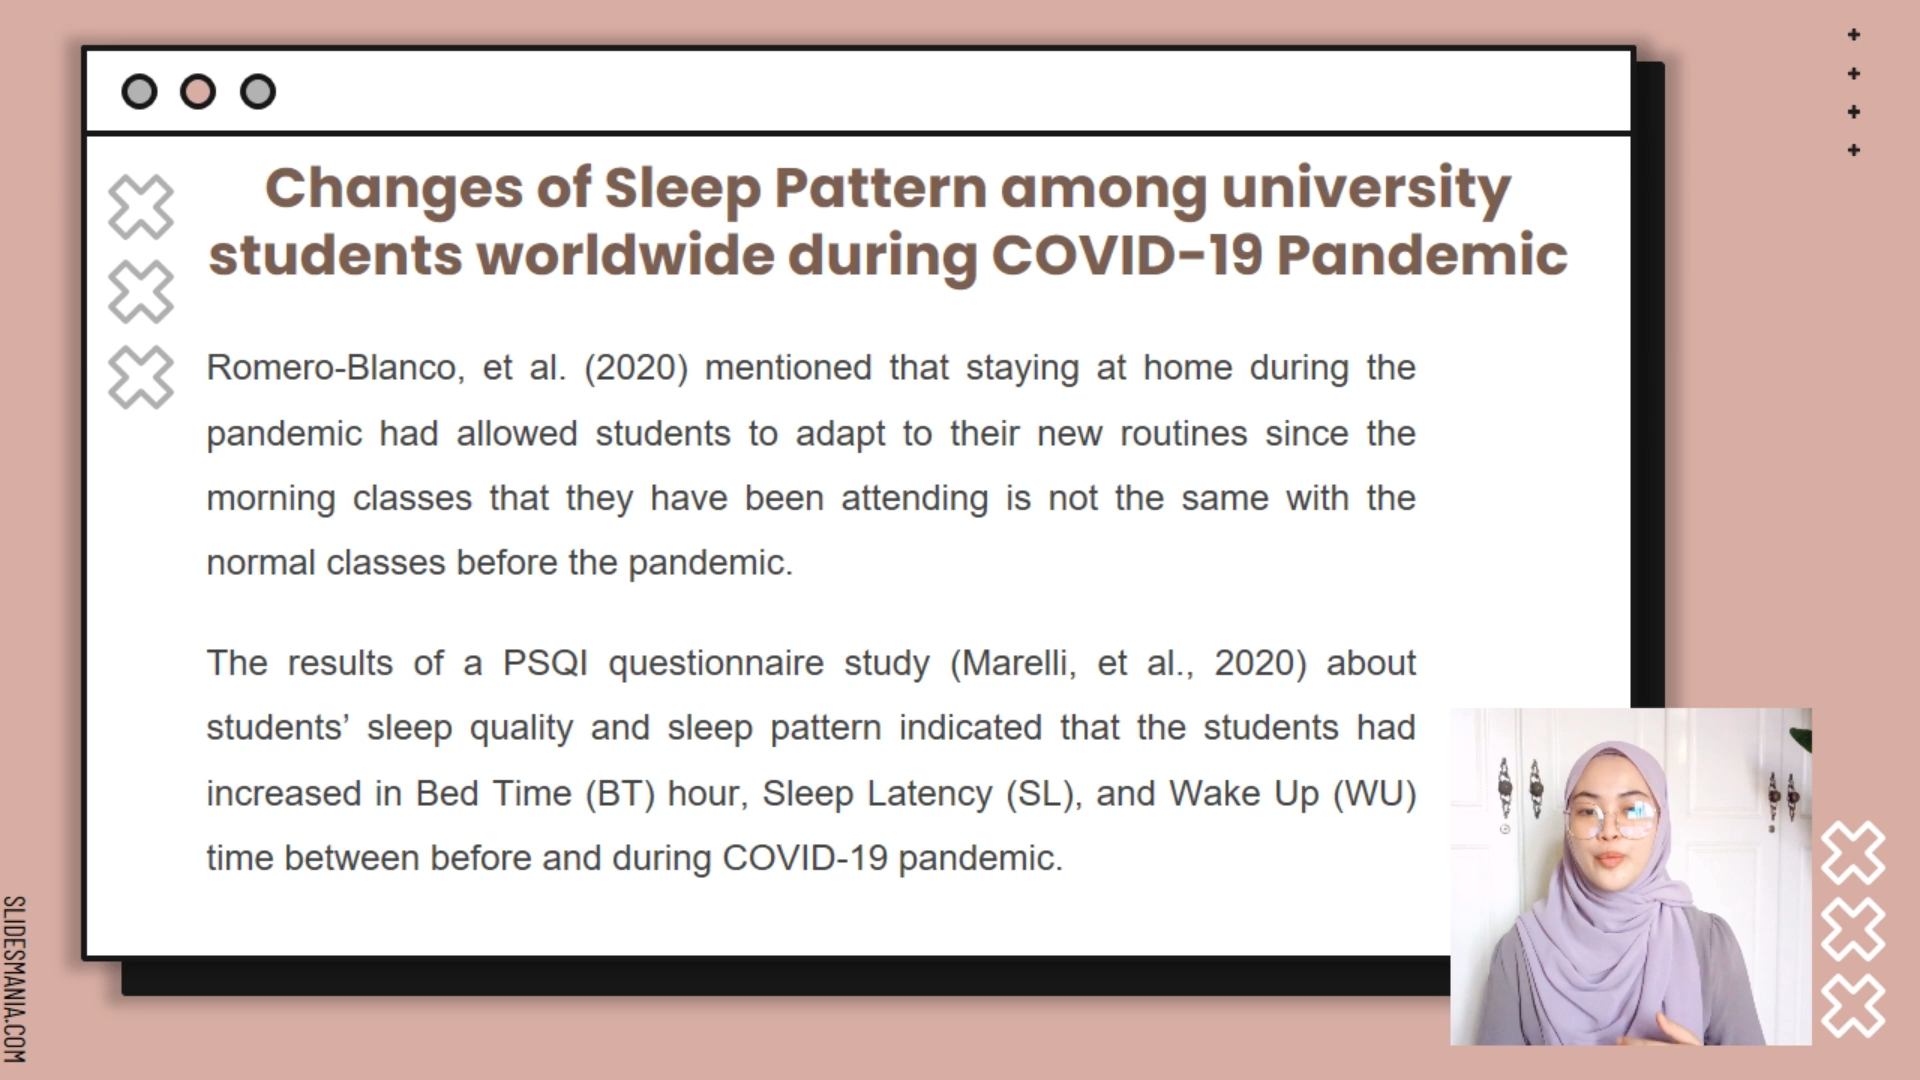 Changes of Sleep Pattern among university
students worldwide during COVID-19 Pandemic
Romero-Blanco, et al. (2020) mentioned that staying at home during the
pandemic had allowed students to adapt to their new routines since the
morning classes that they have been attending is not the same with the
normal classes before the pandemic.
The results of a PSQI questionnaire study (Marelli, et al., 2020) about
students’ sleep quality and sleep pattern indicated that the students had
increased in Bed Time (BT) hour, Sleep Latency (SL), and Wake Up (WU)
time between before and during COVID-19 pandemic.
SLIDESMANIA.COM